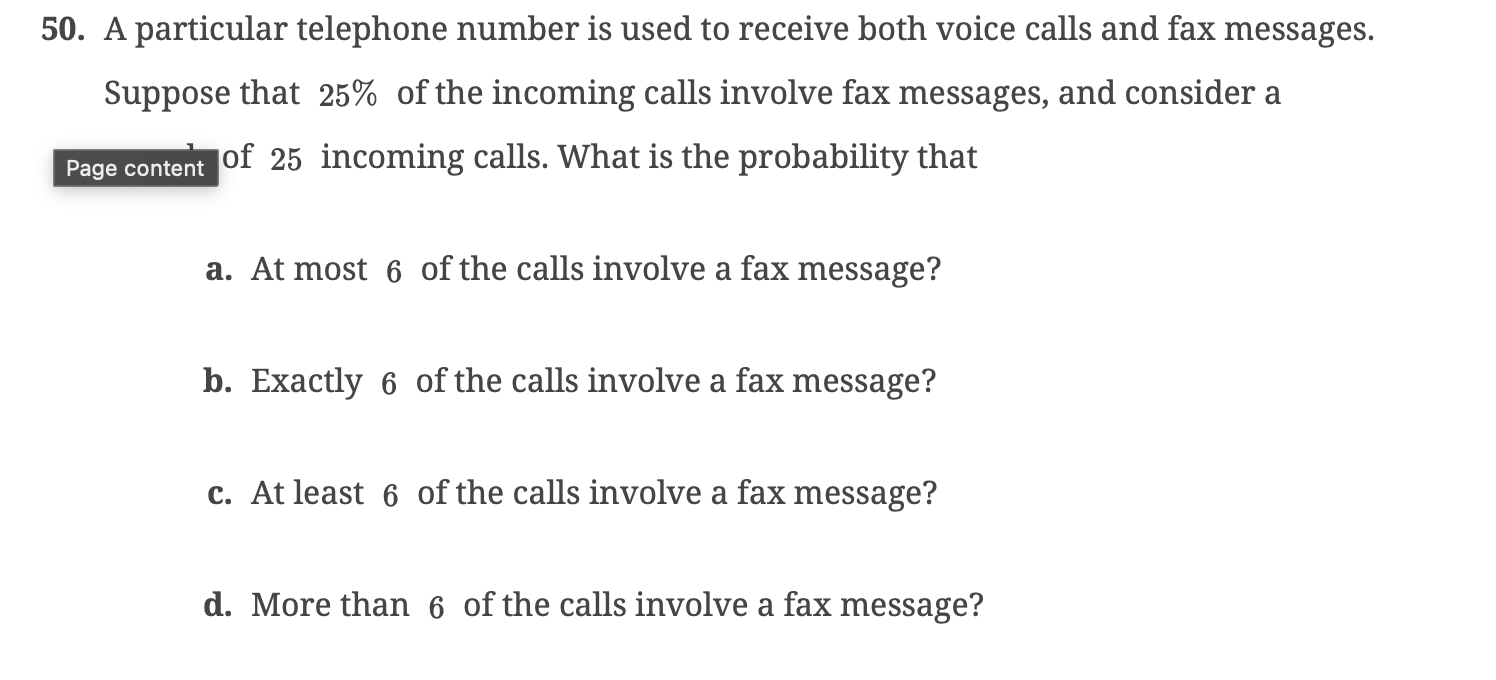 50. A particular telephone number is used to receive both voice calls and fax messages.
Suppose that 25% of the incoming calls involve fax messages, and consider a
Page content of 25 incoming calls. What is the probability that
a. At most 6 of the calls involve a fax message?
b. Exactly 6 of the calls involve a fax message?
c. At least 6 of the calls involve a fax message?
d. More than 6 of the calls involve a fax message?